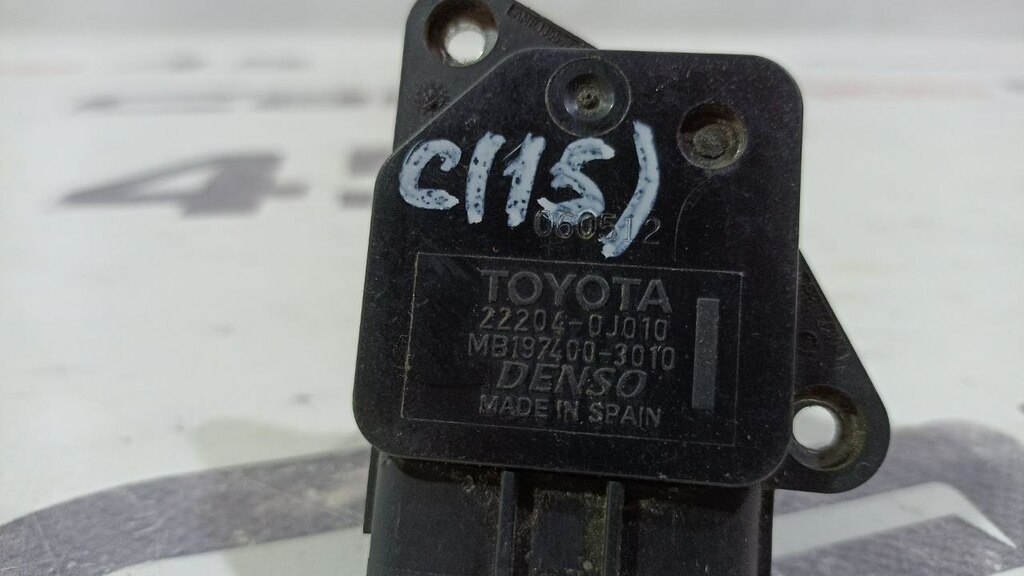 C(15)
060512
TOYOTA
22204-0J010
MB197400-3010
DENSO
MADE IN SPAIN